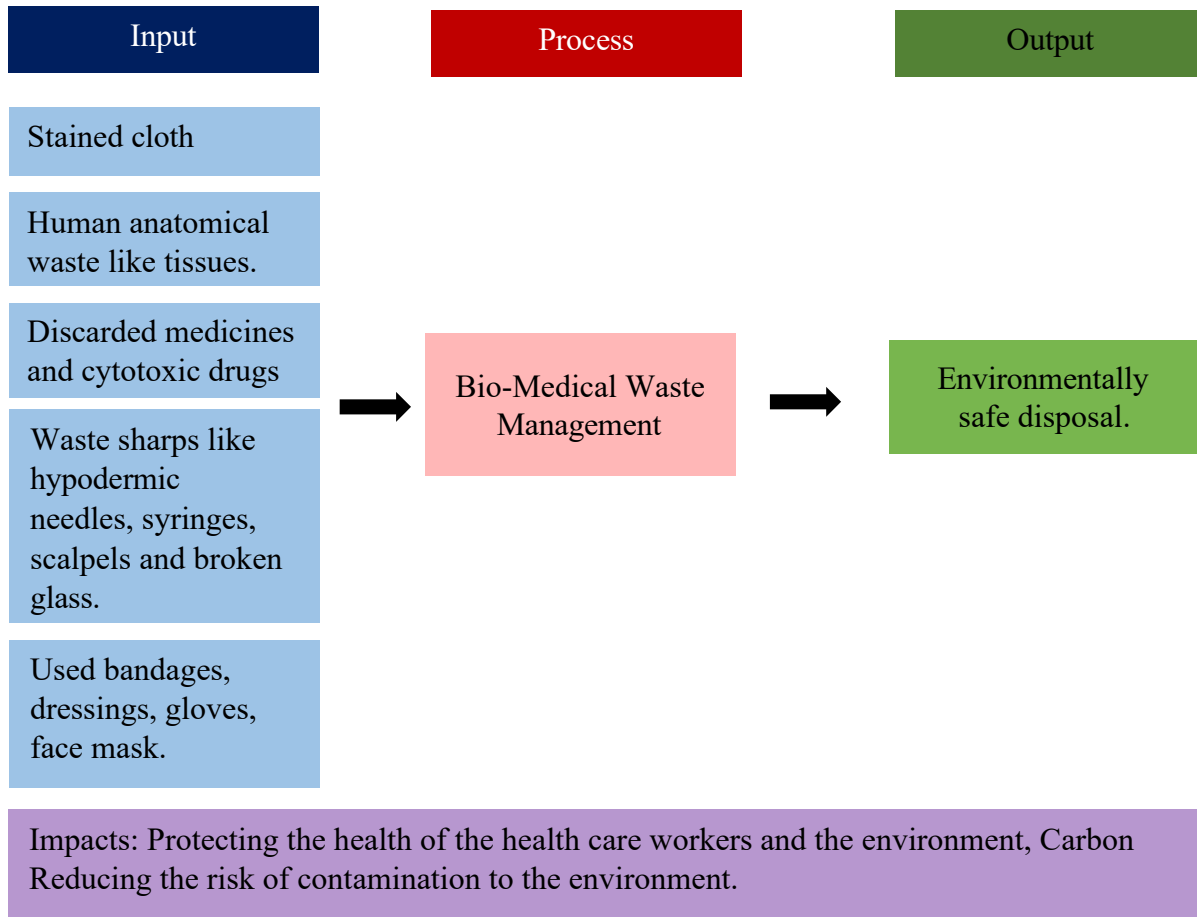 Input
Process
Output
Stained cloth
Human anatomical
waste like tissues.
Discarded medicines
and cytotoxic drugs
Waste sharps like
hypodermic
needles, syringes,
scalpels and broken
glass.
Used bandages,
dressings, gloves,
face mask.
Bio-Medical Waste
Management
Environmentally
safe disposal.
Impacts: Protecting the health of the health care workers and the environment, Carbon
Reducing the risk of contamination to the environment.